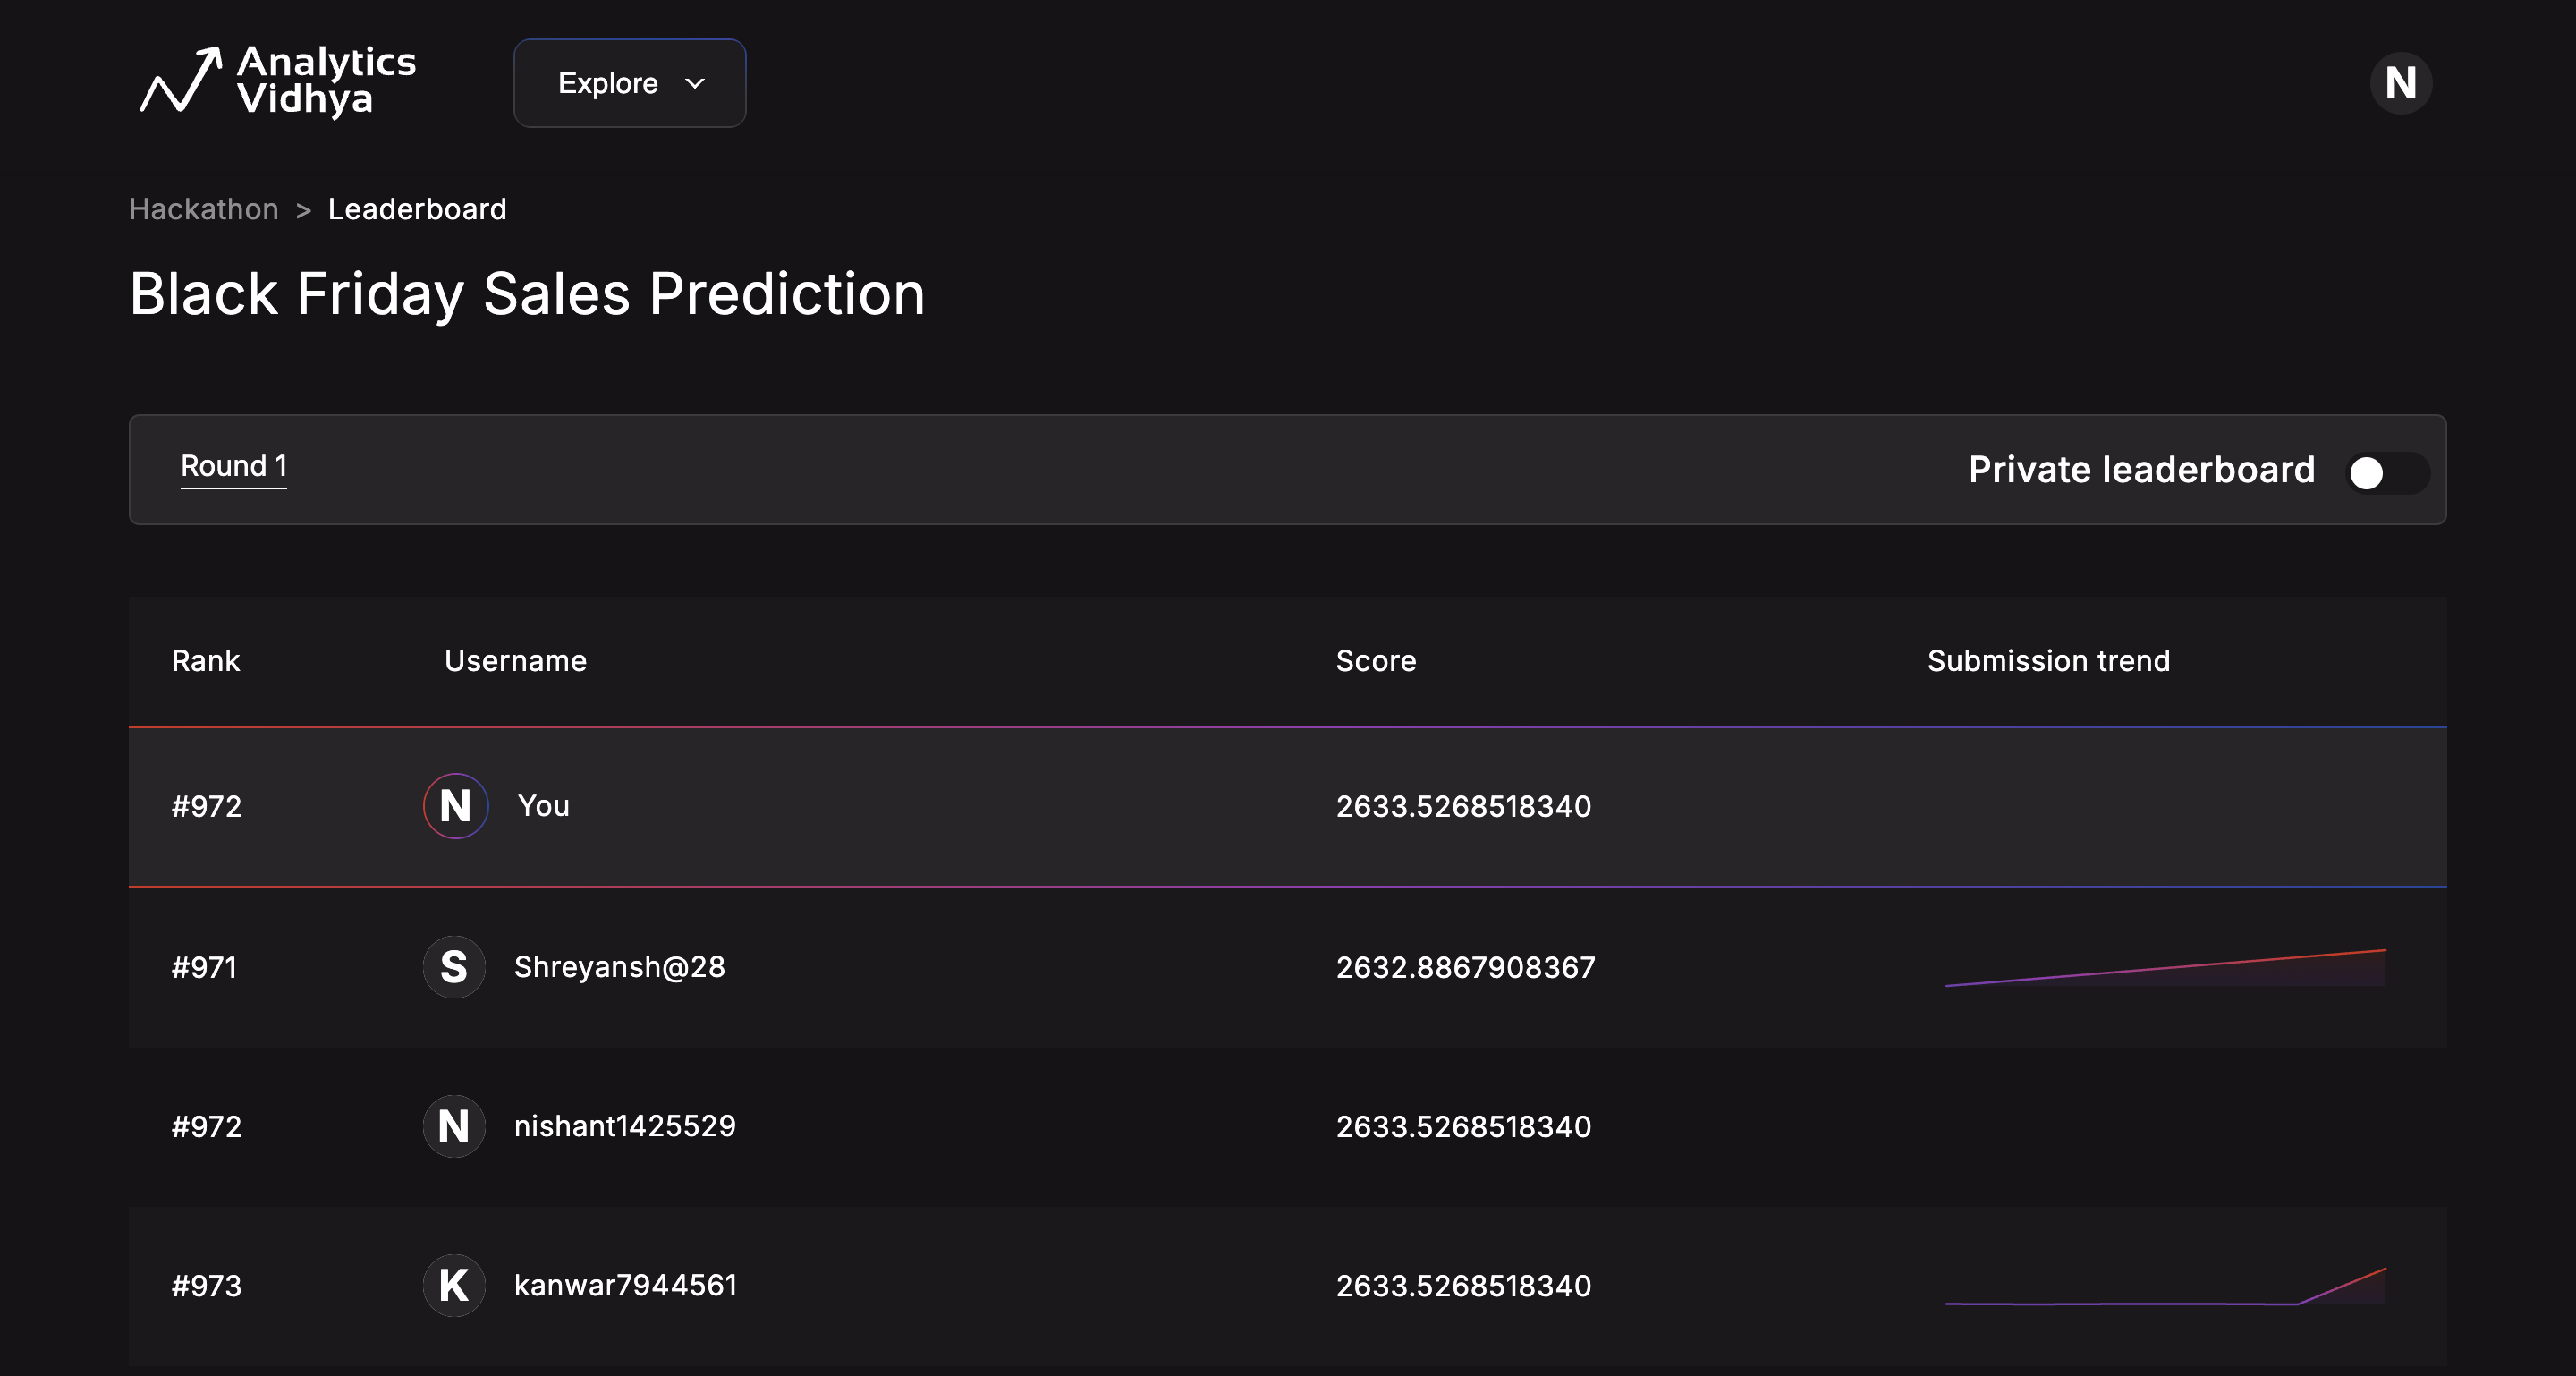 Analytics
Vidhya
Explore
N
Hackathon > Leaderboard
Black Friday Sales Prediction
Round 1
Private leaderboard
Rank Username Score Submission trend
#972 N You 2633.5268518340
#971 S Shreyansh@28 2632.8867908367
#972 N nishant1425529 2633.5268518340
#973 K kanwar7944561 2633.5268518340